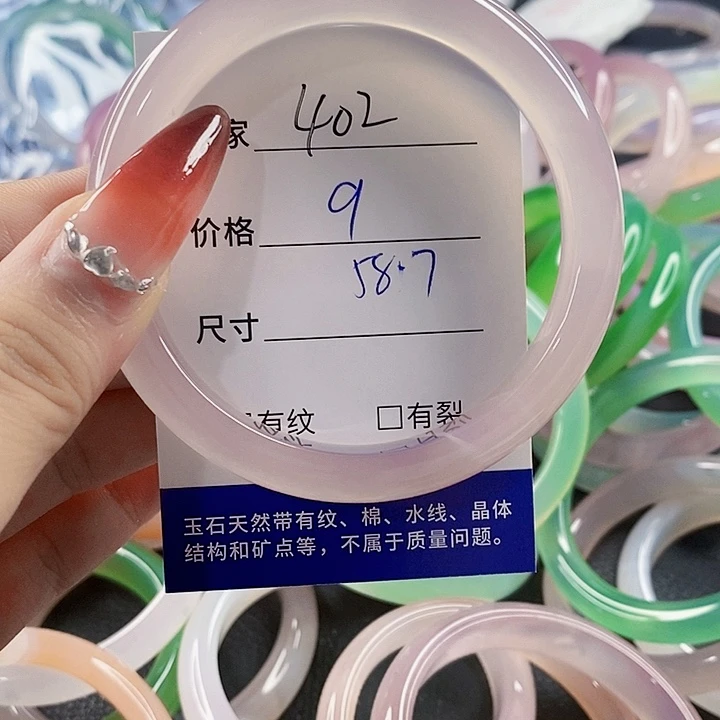 家 402
价格 9
58.7
尺寸
有纹 □有裂
玉石天然带有纹、棉、水线、晶体
结构和矿点等，不属于质量问题。